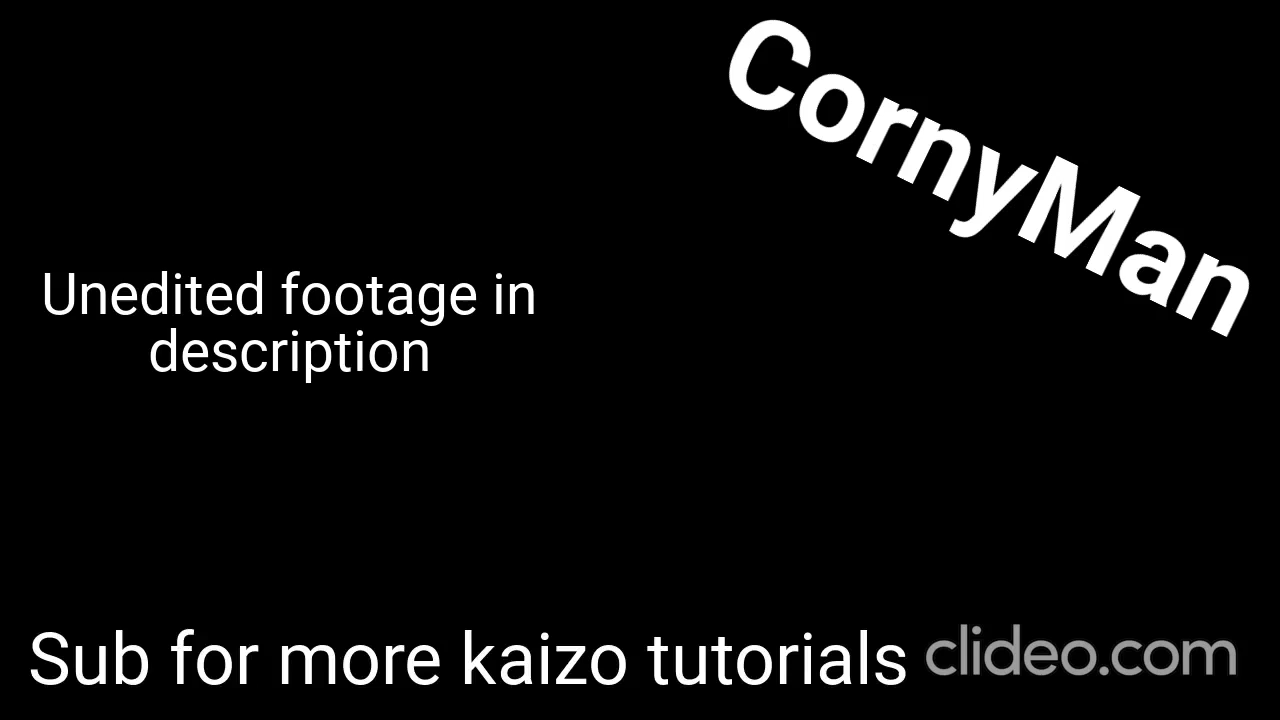 CornyMan
Unedited footage in
description
Sub for more kaizo tutorials
clideo.com